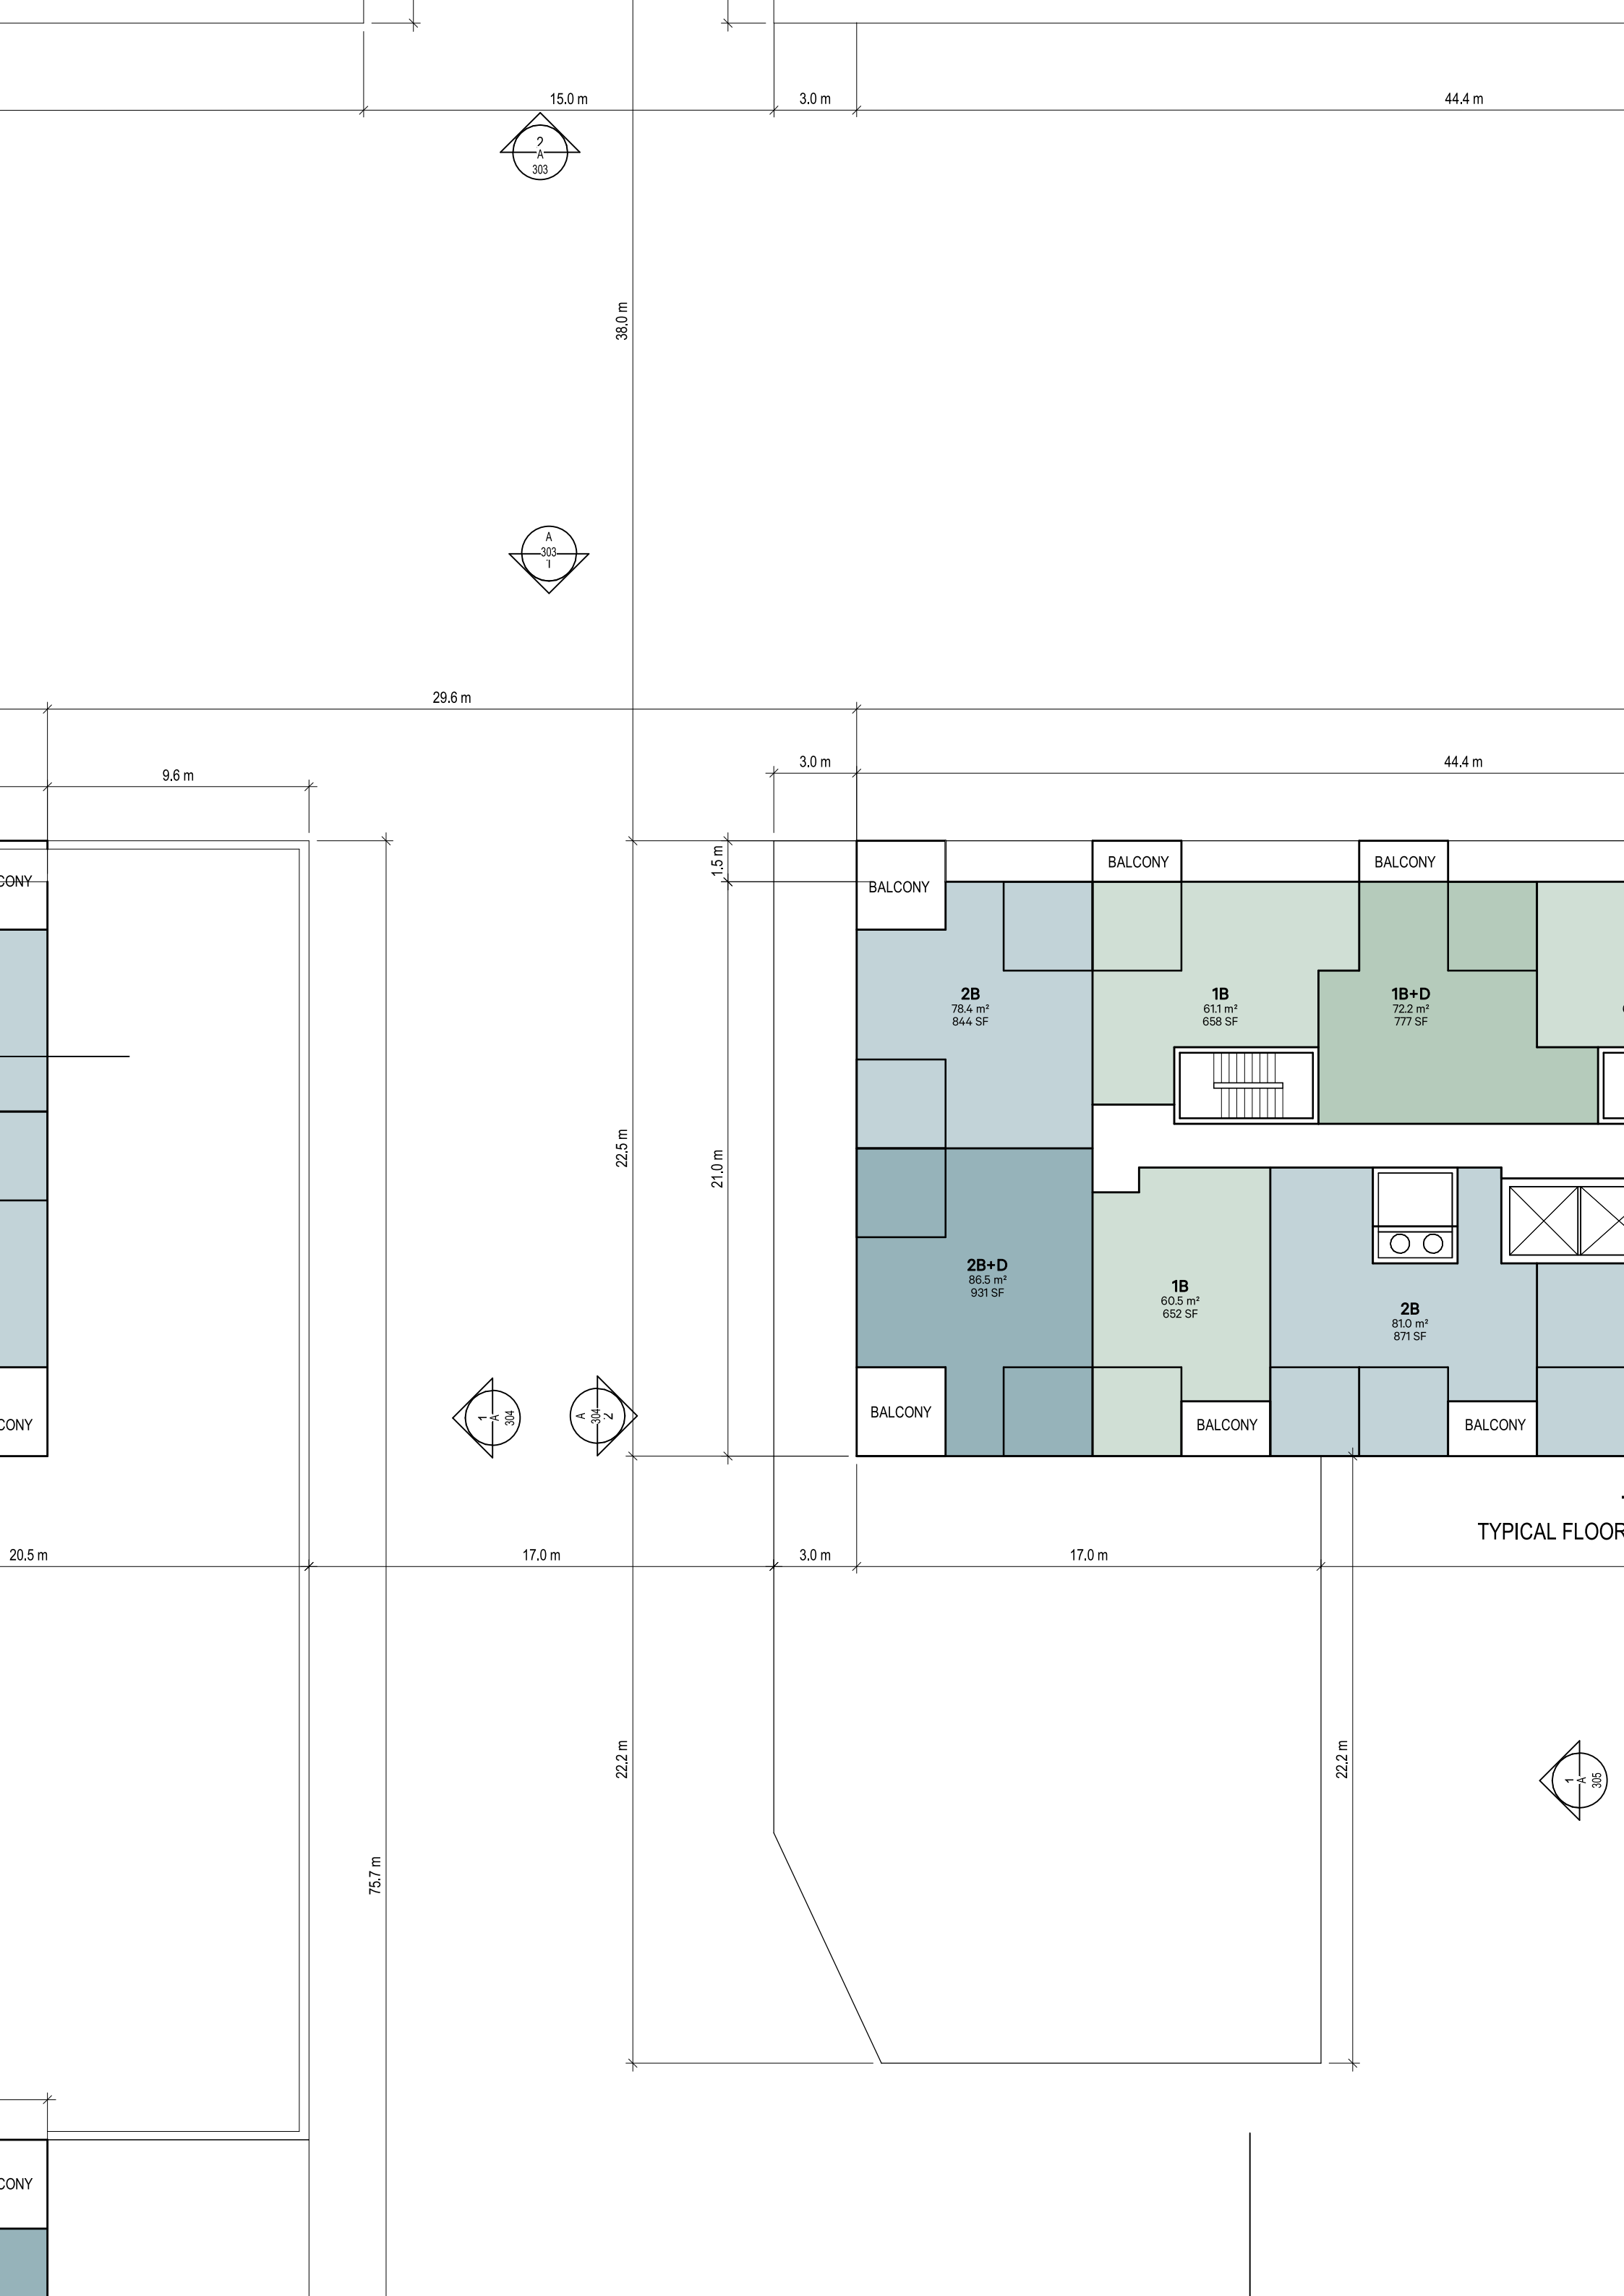 15.0 m
3.0 m
44.4 m
2
A
303
38.0 m
A
303
1
29.6 m
3.0 m
44.4 m
9.6 m
1.5 m
BALCONY
BALCONY
BALCONY
CONY
2B
78.4 m²
844 SF
1B
61.1 m²
658 SF
1B+D
72.2 m²
777 SF
22.5 m
21.0 m
2B+D
86.5 m²
931 SF
1B
60.5 m²
652 SF
2B
81.0 m²
871 SF
CONY
1
A
304
A
304
2
BALCONY
BALCONY
BALCONY
TYPICAL FLOOR
20.5 m
17.0 m
3.0 m
17.0 m
22.2 m
22.2 m
1
A
305
75.7 m
CONY